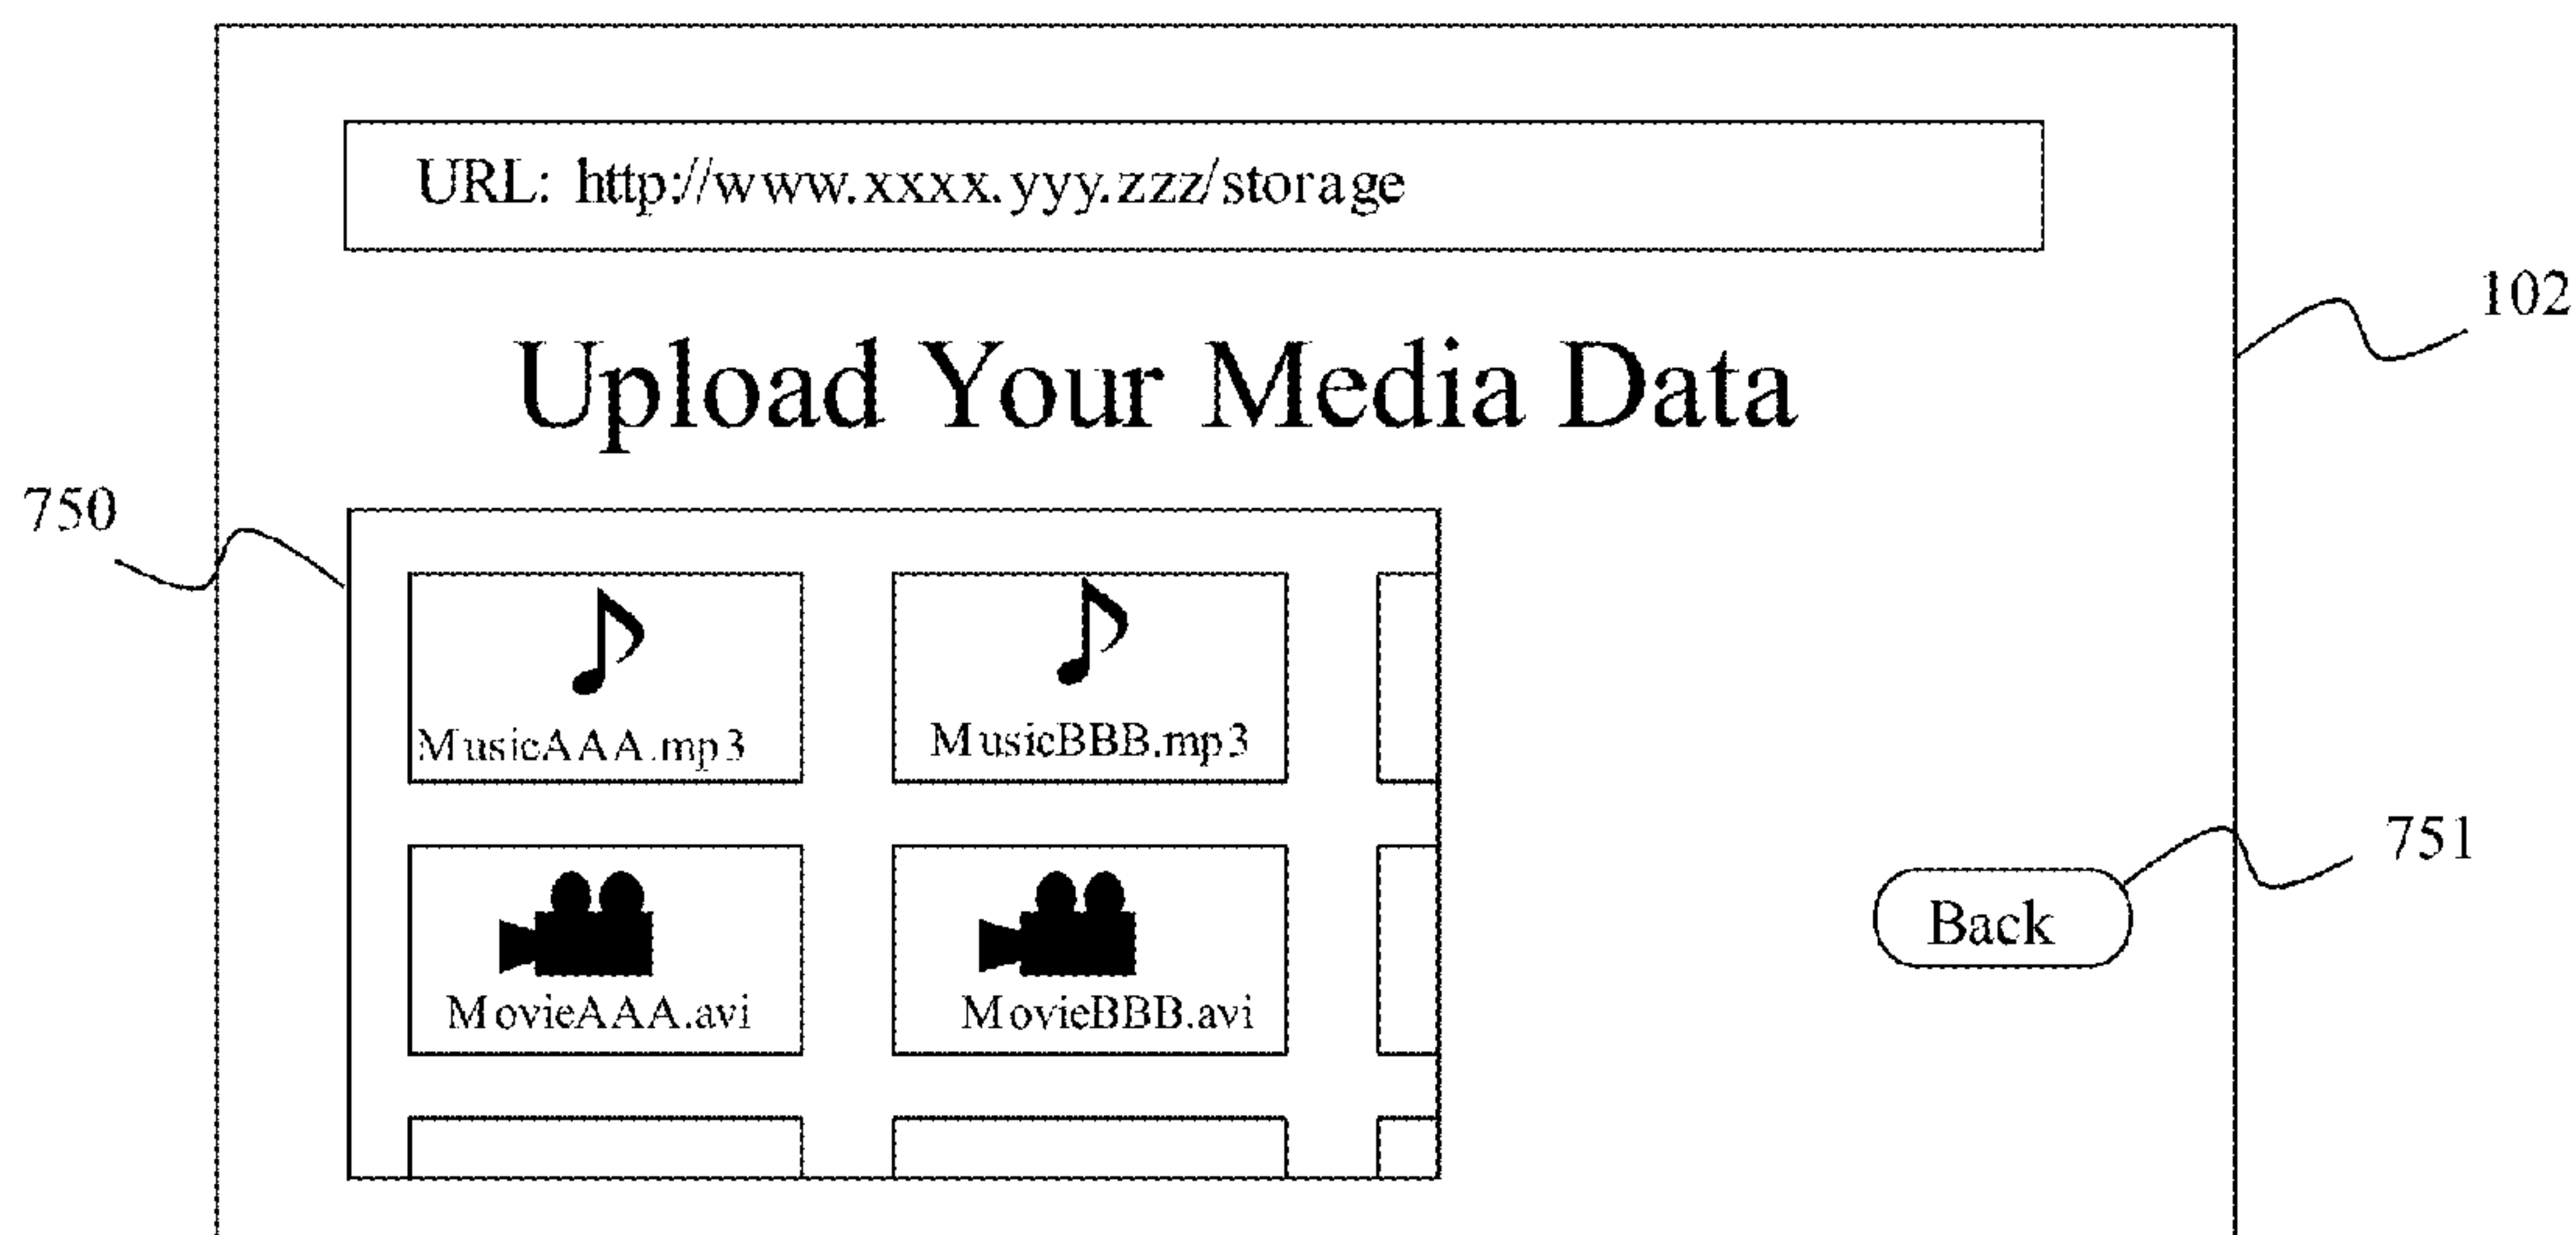 URL: http://www.xxxx.yyy.zzz/storage
102
Upload Your Media Data
750
MusicAAA.mp3 MusicBBB.mp3
751
Back
MovieAAA.avi MovieBBB.avi